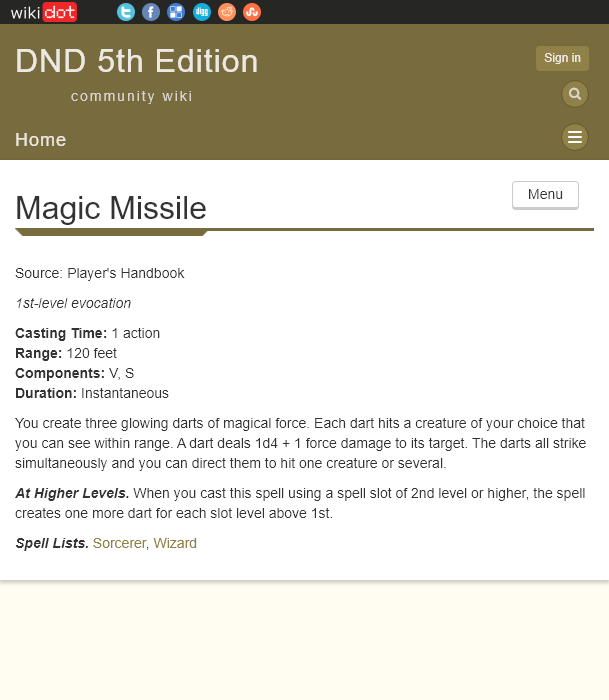 wikidot
digg
DND 5th Edition
Sign in
community wiki
Home
Menu
Magic Missile
Source: Player's Handbook
1st-level evocation
Casting Time: 1 action
Range: 120 feet
Components: V, S
Duration: Instantaneous
You create three glowing darts of magical force. Each dart hits a creature of your choice that
you can see within range. A dart deals 1d4 + 1 force damage to its target. The darts all strike
simultaneously and you can direct them to hit one creature or several.
At Higher Levels. When you cast this spell using a spell slot of 2nd level or higher, the spell
creates one more dart for each slot level above 1st.
Spell Lists. Sorcerer, Wizard